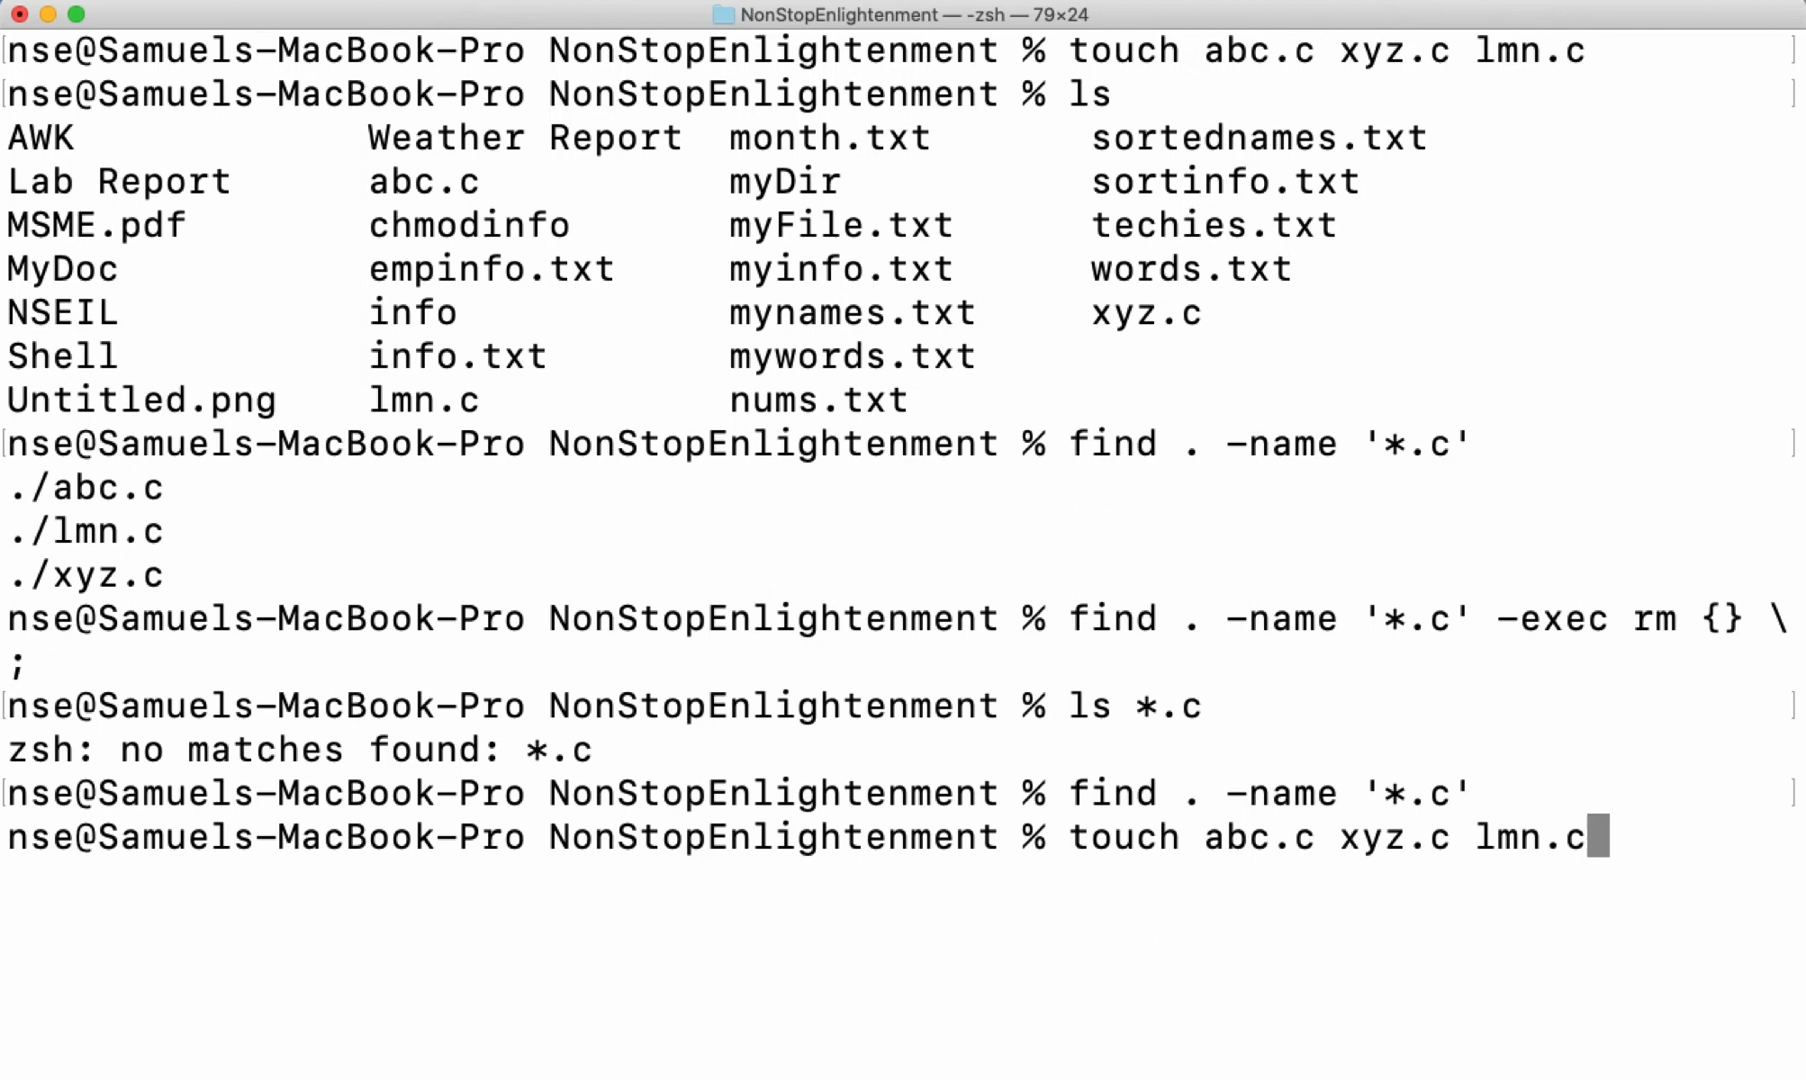 NonStopEnlightenment — -zsh — 79×24
nse@Samuels-MacBook-Pro NonStopEnlightenment % touch abc.c xyz.c lmn.c
nse@Samuels-MacBook-Pro NonStopEnlightenment % ls
AWK Weather Report month.txt sortednames.txt
Lab Report abc.c myDir sortinfo.txt
MSME.pdf chmodinfo myFile.txt techies.txt
MyDoc empinfo.txt myinfo.txt words.txt
NSEIL info mynames.txt xyz.c
Shell info.txt mywords.txt
Untitled.png lmn.c nums.txt
nse@Samuels-MacBook-Pro NonStopEnlightenment % find . -name '*.c'
./abc.c
./lmn.c
./xyz.c
nse@Samuels-MacBook-Pro NonStopEnlightenment % find . -name '*.c' -exec rm {} \
;
nse@Samuels-MacBook-Pro NonStopEnlightenment % ls *.c
zsh: no matches found: *.c
nse@Samuels-MacBook-Pro NonStopEnlightenment % find . -name '*.c'
nse@Samuels-MacBook-Pro NonStopEnlightenment % touch abc.c xyz.c lmn.c